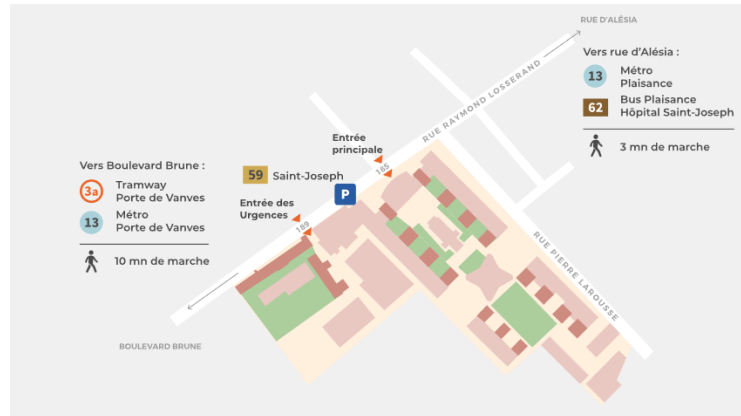 RUE D'ALÉSIA
Vers rue d'Alésia :
13 Métro
Plaisance
62 Bus Plaisance
Hôpital Saint-Joseph
3 mn de marche
RUE RAYMOND LOSSERAND
Entrée
principale
185
Vers Boulevard Brune :
3a Tramway
Porte de Vanves
13 Métro
Porte de Vanves
10 mn de marche
59 Saint-Joseph
P
Entrée des
Urgences
189
RUE PIERRE LAROUSSE
BOULEVARD BRUNE